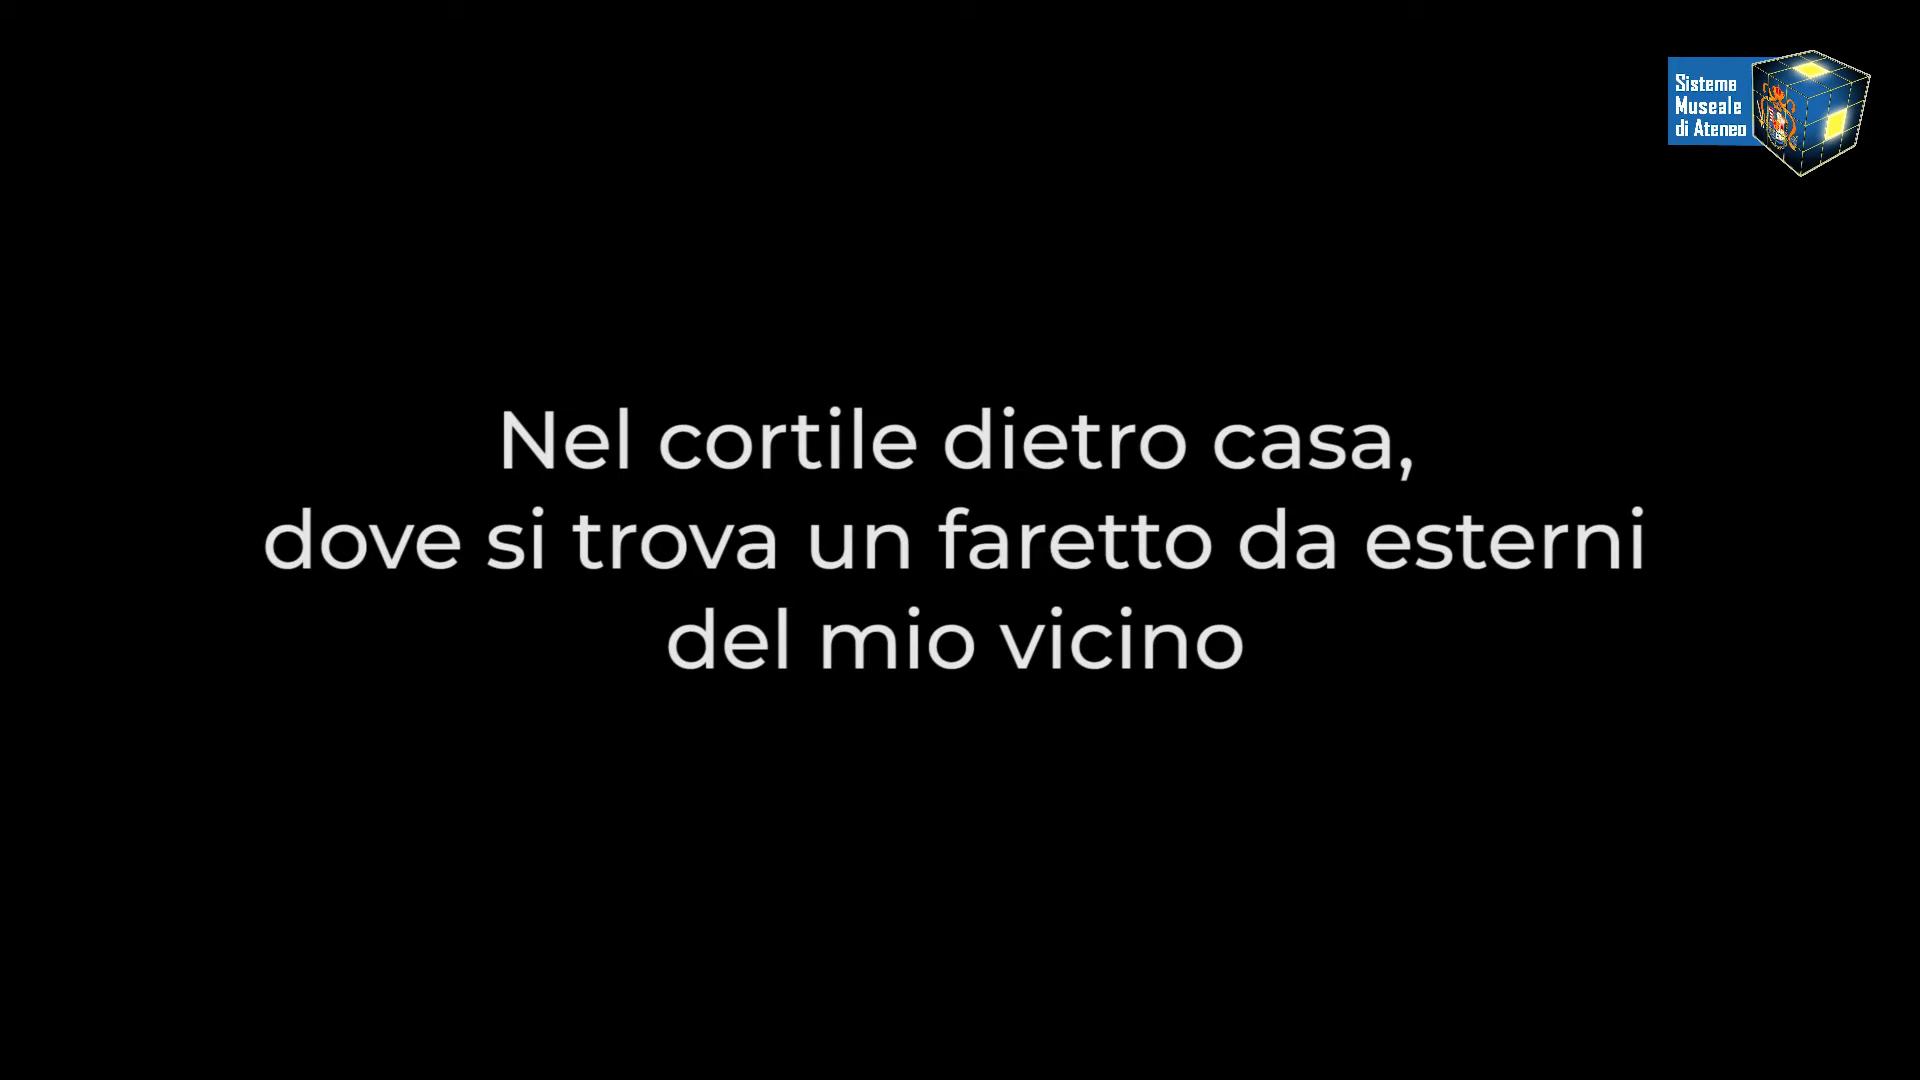 Sistema
Museale
di Ateneo
Nel cortile dietro casa,
dove si trova un faretto da esterni
del mio vicino